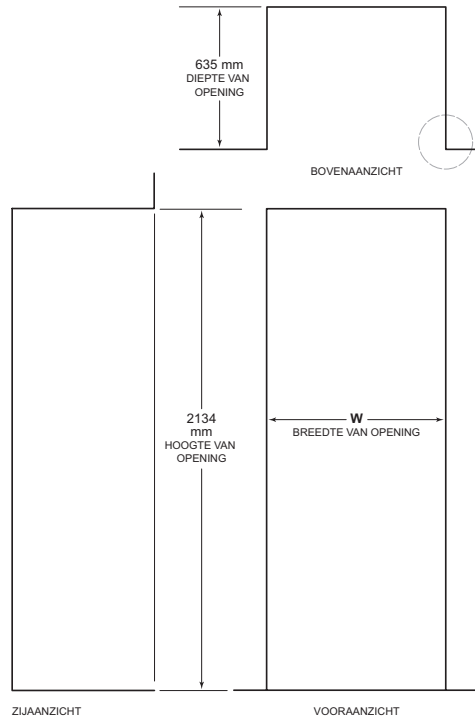 635 mm
DIEPTE VAN
OPENING
BOVENAANZICHT
2134
mm
HOOGTE VAN
OPENING
W
BREEDTE VAN OPENING
ZIJAANZICHT
VOORAANZICHT